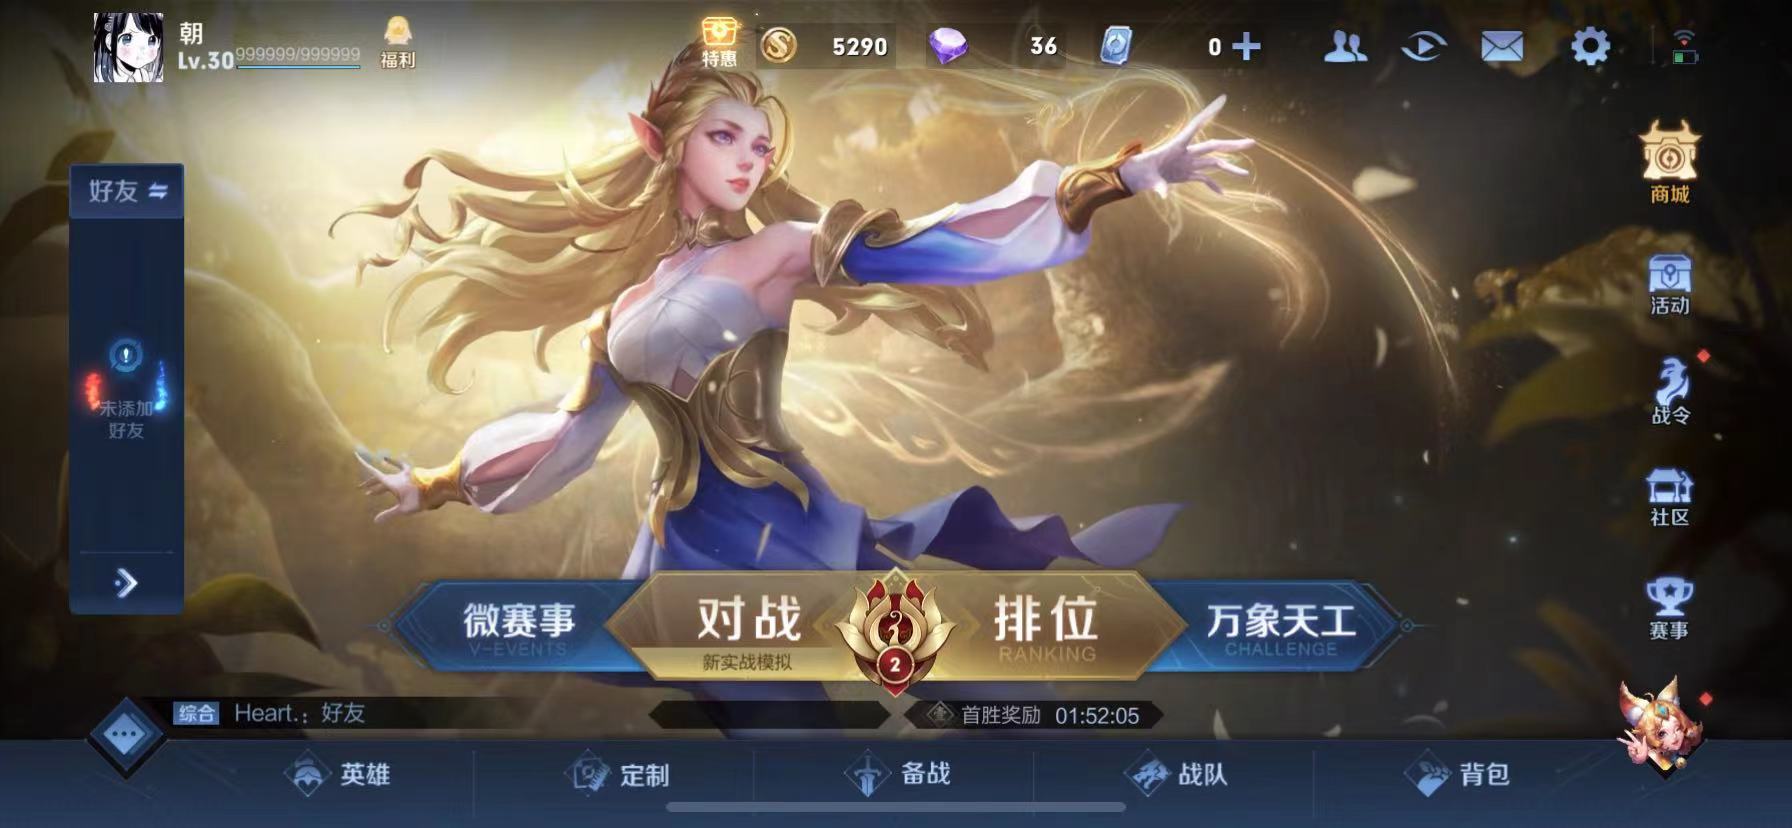 朝
Lv.30 999999/999999
福利
特惠
5290
36
0
好友
未添加
好友
商城
活动
战令
社区
赛事
微赛事
V-EVENTS
对战
新实战模拟
2
排位
RANKING
万象天工
CHALLENGE
综合 Heart.：好友
首胜奖励 01:52:05
英雄
定制
备战
战队
背包